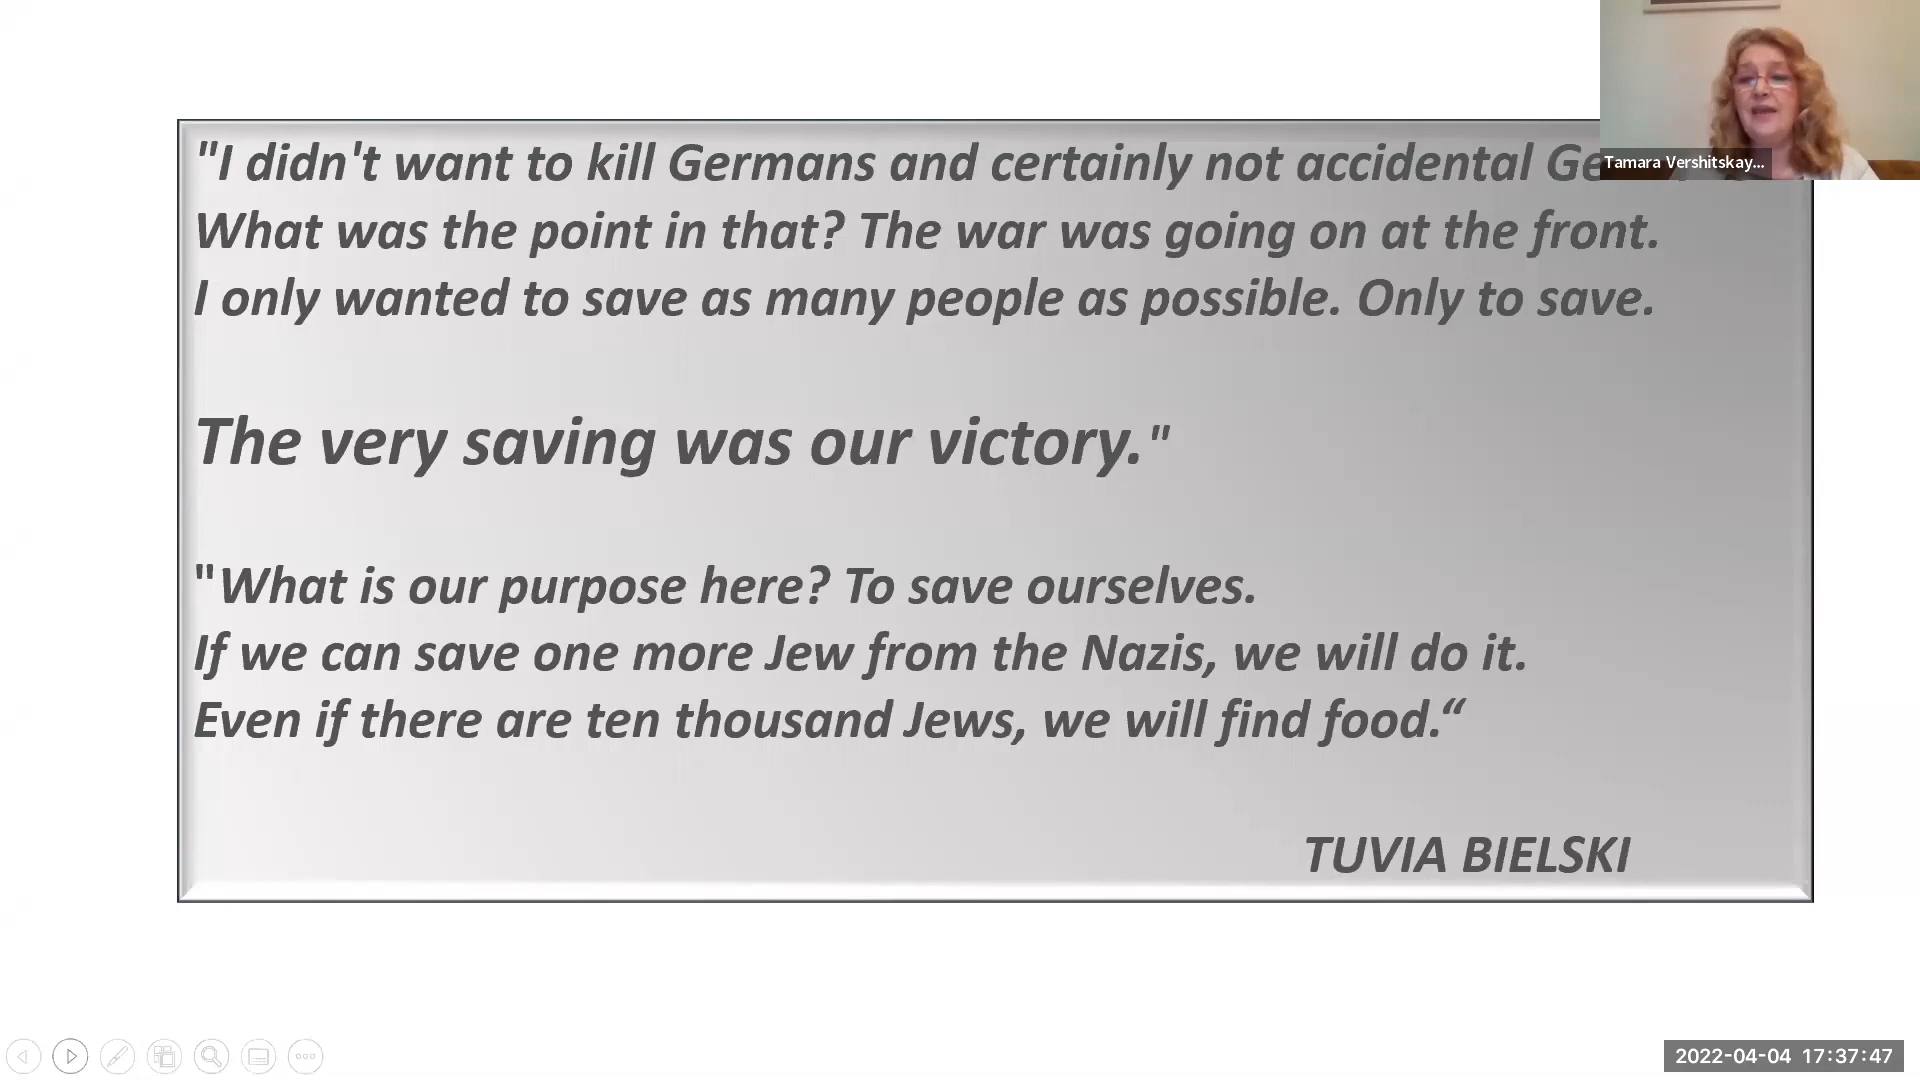 "I didn't want to kill Germans and certainly not accidental
What was the point in that? The war was going on at the front.
I only wanted to save as many people as possible. Only to save.
The very saving was our victory."
"What is our purpose here? To save ourselves.
If we can save one more Jew from the Nazis, we will do it.
Even if there are ten thousand Jews, we will find food.“
TUVIA BIELSKI
Tamara Vershitskay...
2022-04-04 17:37:47